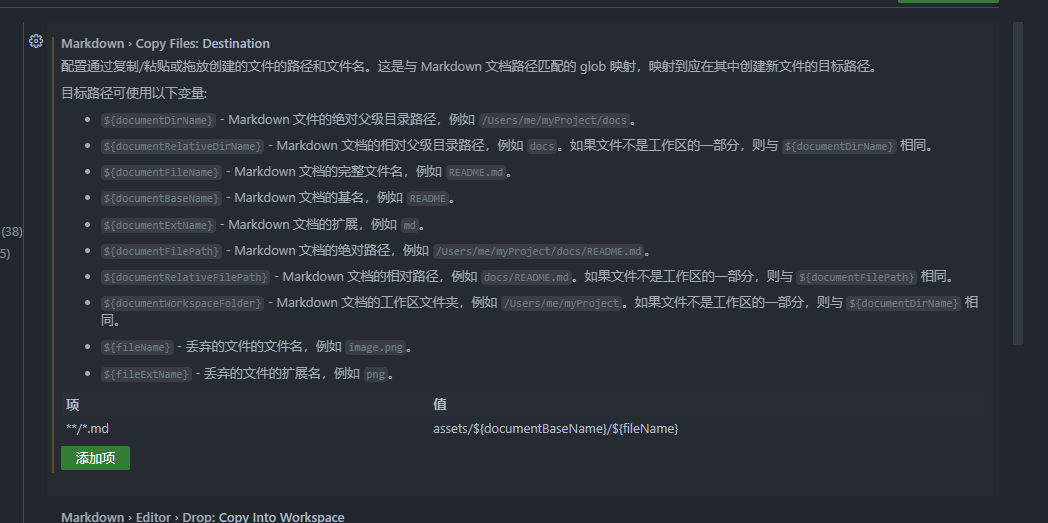 Markdown › Copy Files: Destination
配置通过复制/粘贴或拖放创建的文件的路径和文件名。这是与 Markdown 文档路径匹配的 glob 映射，映射到应在其中创建新文件的目标路径。
目标路径可使用以下变量:
• ${documentDirName} - Markdown 文件的绝对父级目录路径，例如 /Users/me/myProject/docs。
• ${documentRelativeDirName} - Markdown 文档的相对父级目录路径，例如 docs。如果文件不是工作区的一部分，则与 ${documentDirName} 相同。
• ${documentFileName} - Markdown 文档的完整文件名，例如 README.md。
• ${documentBaseName} - Markdown 文档的基名，例如 README。
• ${documentExtName} - Markdown 文档的扩展，例如 md。
(38)
• ${documentFilePath} - Markdown 文档的绝对路径，例如 /Users/me/myProject/docs/README.md。
5)
• ${documentRelativeFilePath} - Markdown 文档的相对路径，例如 docs/README.md。如果文件不是工作区的一部分，则与 ${documentFilePath} 相同。
• ${documentWorkspaceFolder} - Markdown 文档的工作区文件夹，例如 /Users/me/myProject。如果文件不是工作区的一部分，则与 ${documentDirName} 相
同。
• ${fileName} - 丢弃的文件的文件名，例如 image.png。
• ${fileExtName} - 丢弃的文件的扩展名，例如 png。
项 值
**/*.md assets/${documentBaseName}/${fileName}
添加项
Markdown › Editor › Drop: Copy Into Workspace